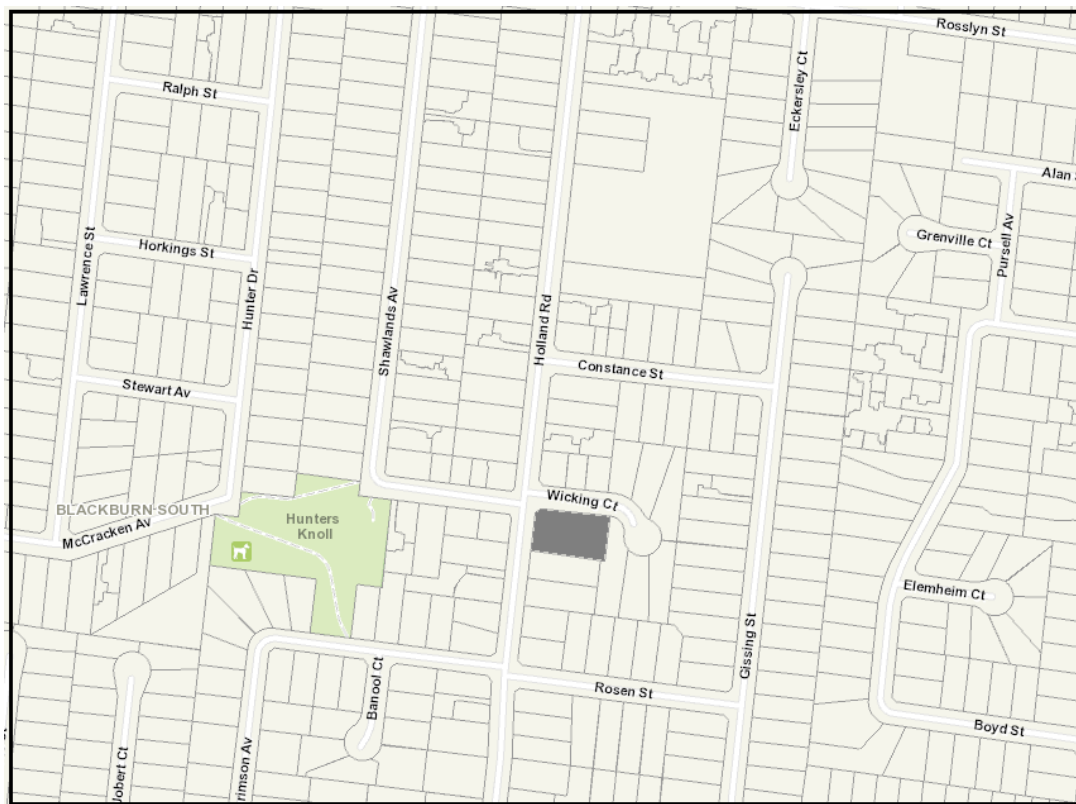 Rosslyn St
Eckersley Ct
Ralph St
Alan
Grenville Ct
Pursell Av
Horkings St
Lawrence St
Hunter Dr
Shawlands Av
Holland Rd
Constance St
Stewart Av
Wicking Ct
BLACKBURN SOUTH
McCracken Av
Hunters
Knoll
Elemheim Ct
Gissing St
Banool Ct
Rosen St
Boyd St
Jobert Ct
rimson Av